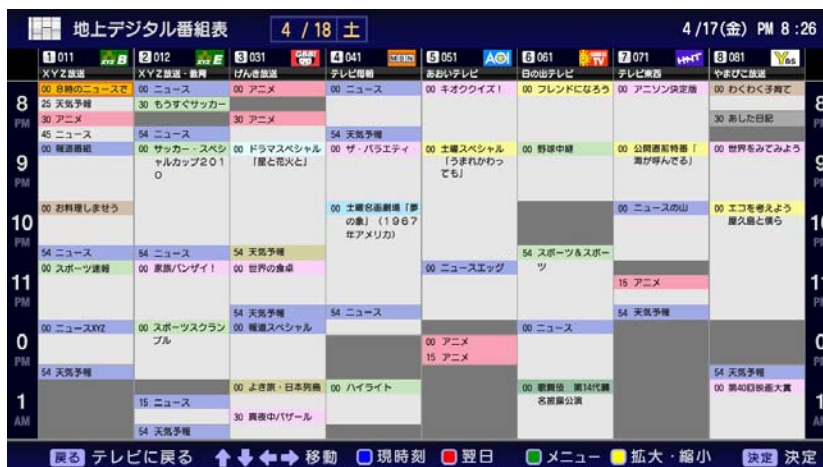 地上デジタル番組表
4 / 18 土
4 /17(金) PM 8 : 26
1 011 XYZ B
2 012 XYZ E
3 031
4 041
5 051 AOI
6 061 TV
7 071 HNT
8 081 YBS
XYZ放送
XYZ放送・教育
げんき放送
テレビ毎朝
あおいテレビ
日の出テレビ
テレビ東西
やまびこ放送
8
PM
9
PM
10
PM
11
PM
0
PM
1
AM
00 8時のニュースで
25 天気予報
30 アニメ
45 ニュース
00 報道番組
00 お料理しませう
54 ニュース
00 スポーツ速報
00 ニュースXYZ
54 天気予報
00 ニュース
30 もうすぐサッカー
54 ニュース
00 サッカー・スペシ
ャルカップ201
0
54 ニュース
00 家族バンザイ!
00 スポーツスクラン
ブル
15 ニュース
54 天気予報
00 アニメ
30 アニメ
00 ドラマスペシャル
「星と花火と」
54 天気予報
00 世界の食卓
54 天気予報
00 報道スペシャル
00 よき旅・日本列島
30 真夜中バザール
00 ニュース
54 天気予報
00 ザ・バラエティ
00 土曜名画劇場「夢
の象」(1967
年アメリカ)
54 ニュース
00 ハイライト
00 キオククイズ!
00 土曜スペシャル
「うまれかわっ
ても」
00 ニュースエッグ
00 アニメ
15 アニメ
00 フレンドになろう
00 野球中継
54 スポーツ&スポー
ツ
00 ニュース
00 歌舞伎 第14代麟
名披露公演
00 アニソン決定版
00 公開直前特番「
海が呼んでる」
00 ニュースの山
15 アニメ
54 天気予報
00 わくわく子育て
30 あした日記
00 世界をみてみよう
00 エコを考えよう
屋久島と僕ら
54 天気予報
00 第40回映画大賞
戻る テレビに戻る ↑↓←→ 移動 現時刻 翌日 メニュー 拡大・縮小 決定 決定